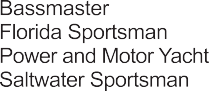 Bassmaster
Florida Sportsman
Power and Motor Yacht
Saltwater Sportsman